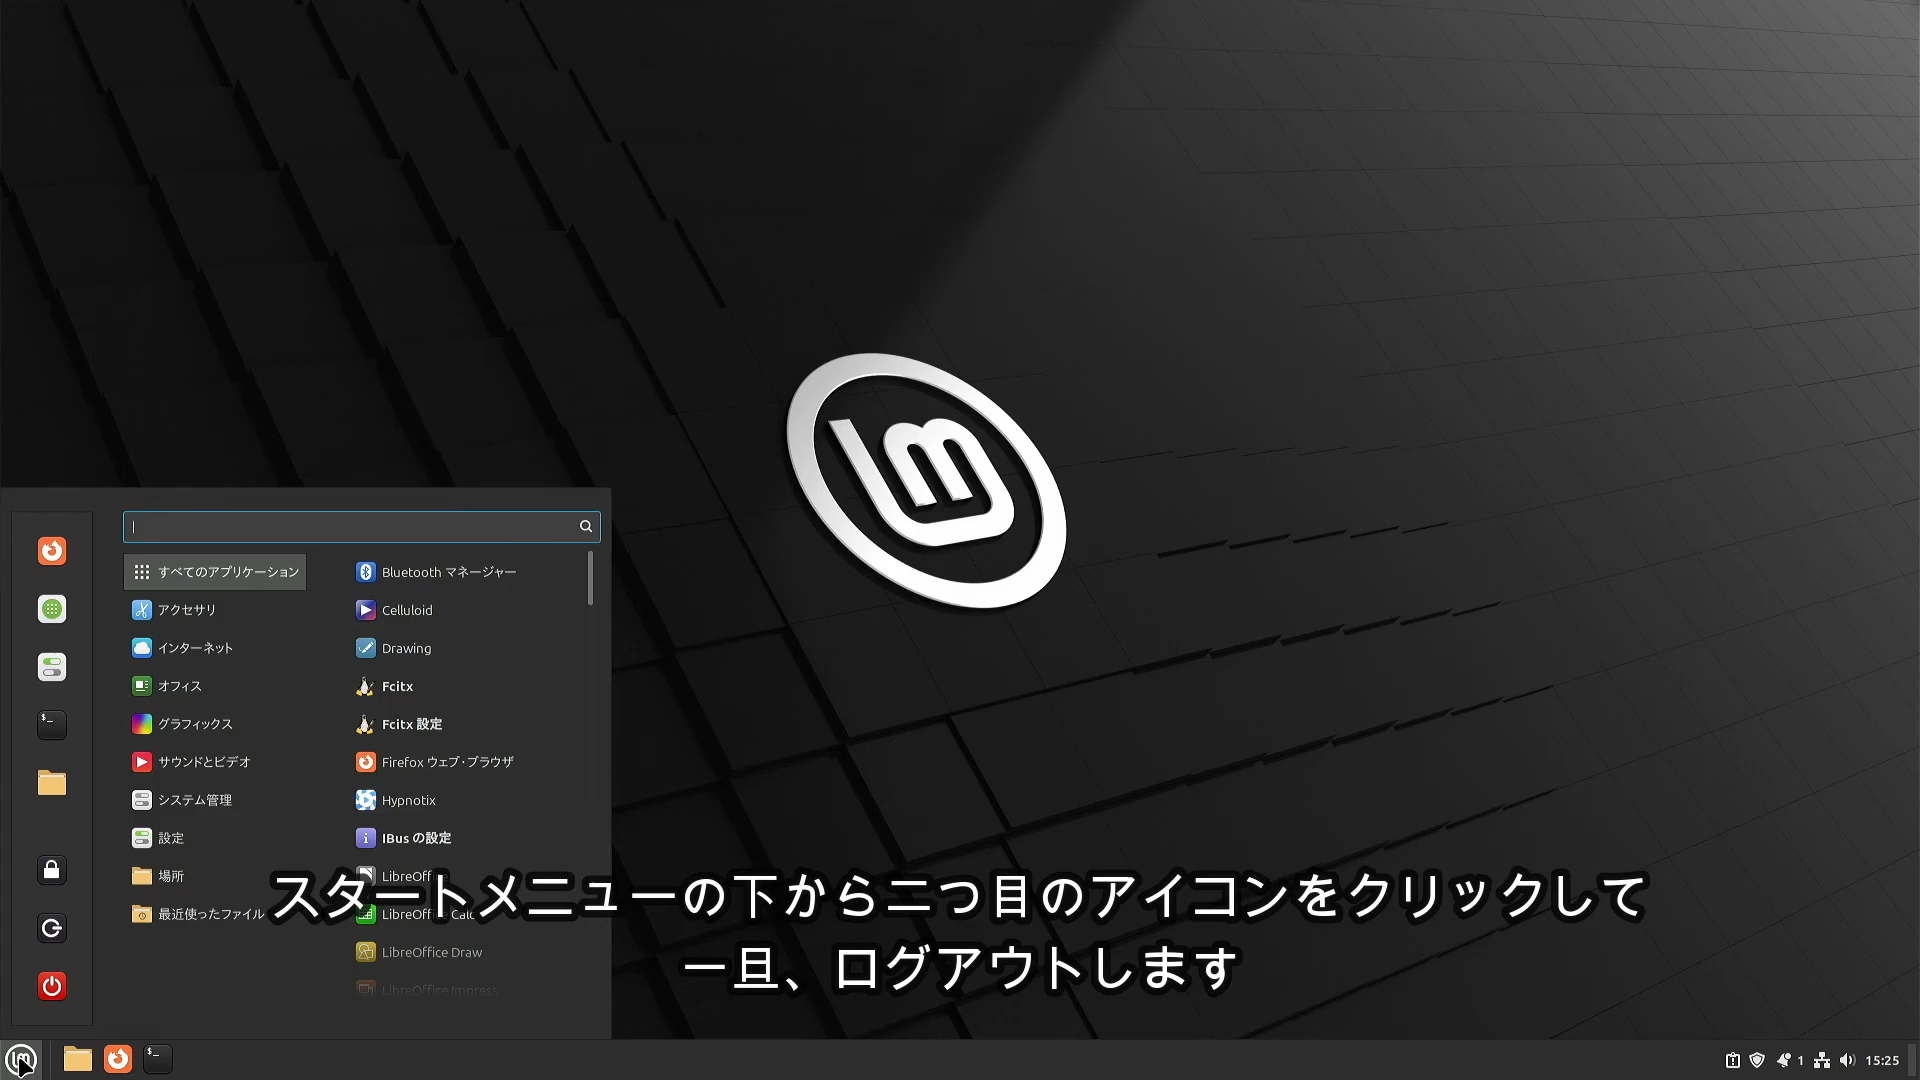 すべてのアプリケーション
アクセサリ
インターネット
オフィス
グラフィックス
サウンドとビデオ
システム管理
設定
場所
最近使ったファイル
Bluetooth マネージャー
Celluloid
Drawing
Fcitx
Fcitx 設定
Firefox ウェブ・ブラウザ
Hypnotix
IBus の設定
LibreOffice Draw
LibreOffice Impress
スタートメニューの下から二つ目のアイコンをクリックして
一旦、ログアウトします
1
15:25